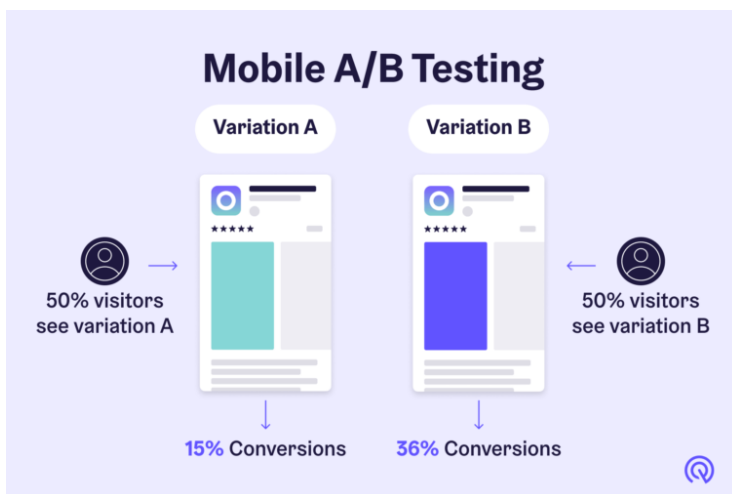 Mobile A/B Testing
Variation A
Variation B
50% visitors
see variation A
50% visitors
see variation B
15% Conversions
36% Conversions